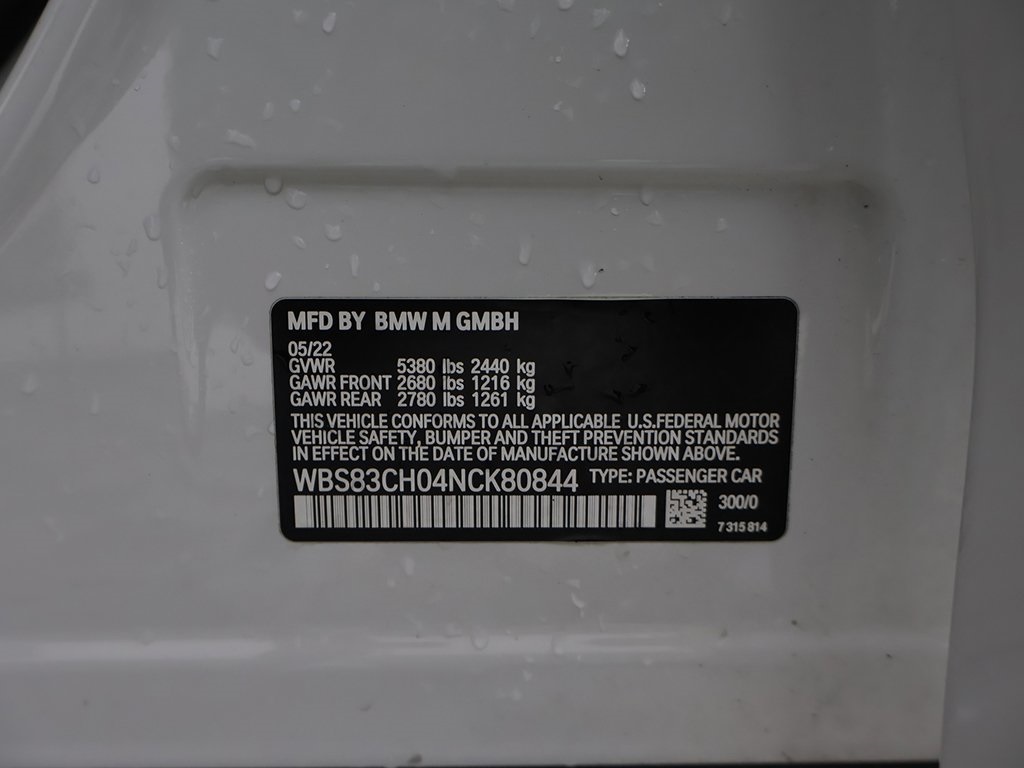 MFD BY BMW M GMBH
05/22
GVWR 5380 lbs 2440 kg
GAWR FRONT 2680 lbs 1216 kg
GAWR REAR 2780 lbs 1261 kg
THIS VEHICLE CONFORMS TO ALL APPLICABLE U.S.FEDERAL MOTOR
VEHICLE SAFETY, BUMPER AND THEFT PREVENTION STANDARDS
IN EFFECT ON THE DATE OF MANUFACTURE SHOWN ABOVE.
WBS83CH04NCK80844 TYPE: PASSENGER CAR
300/0
7 315 814